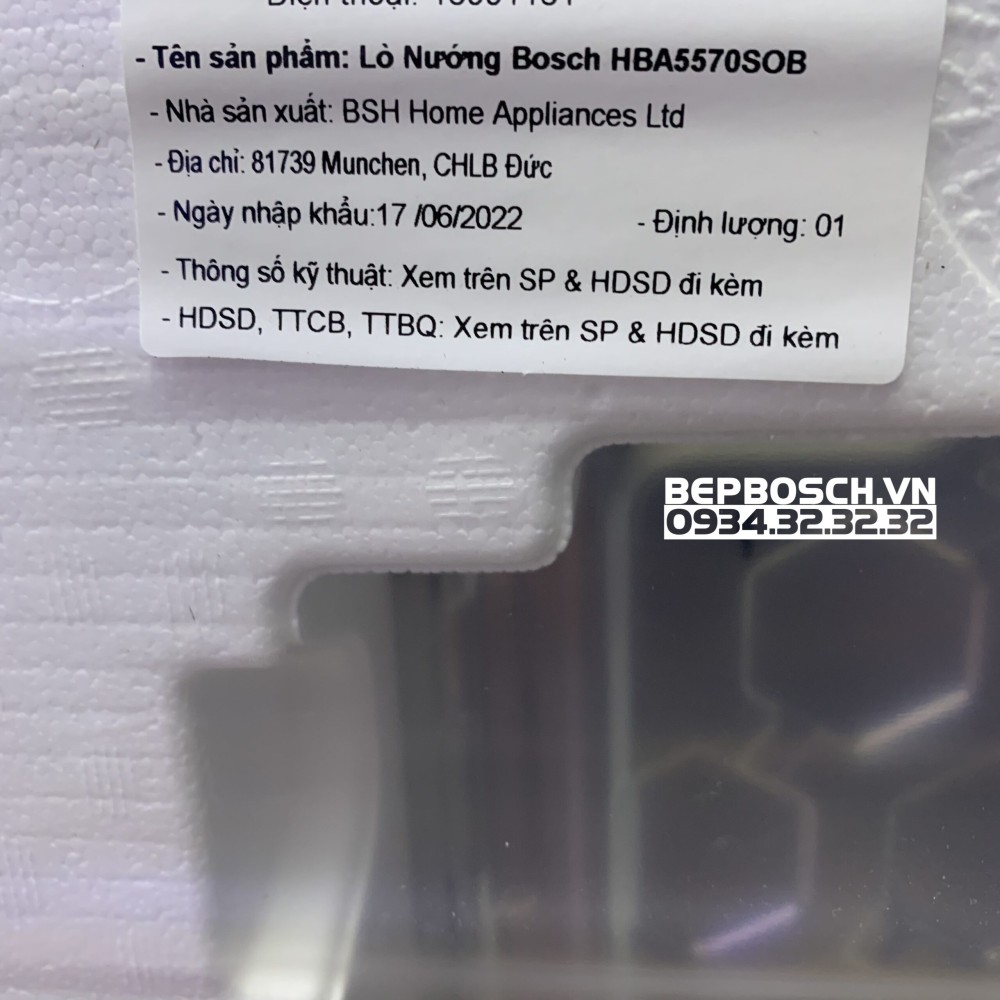 Điện thoại:
- Tên sản phẩm: Lò Nướng Bosch HBA5570SOB
- Nhà sản xuất: BSH Home Appliances Ltd
- Địa chỉ: 81739 Munchen, CHLB Đức
- Ngày nhập khẩu:17 /06/2022 - Định lượng: 01
- Thông số kỹ thuật: Xem trên SP & HDSD đi kèm
- HDSD, TTCB, TTBQ: Xem trên SP & HDSD đi kèm
BEPBOSCH.VN
0934.32.32.32